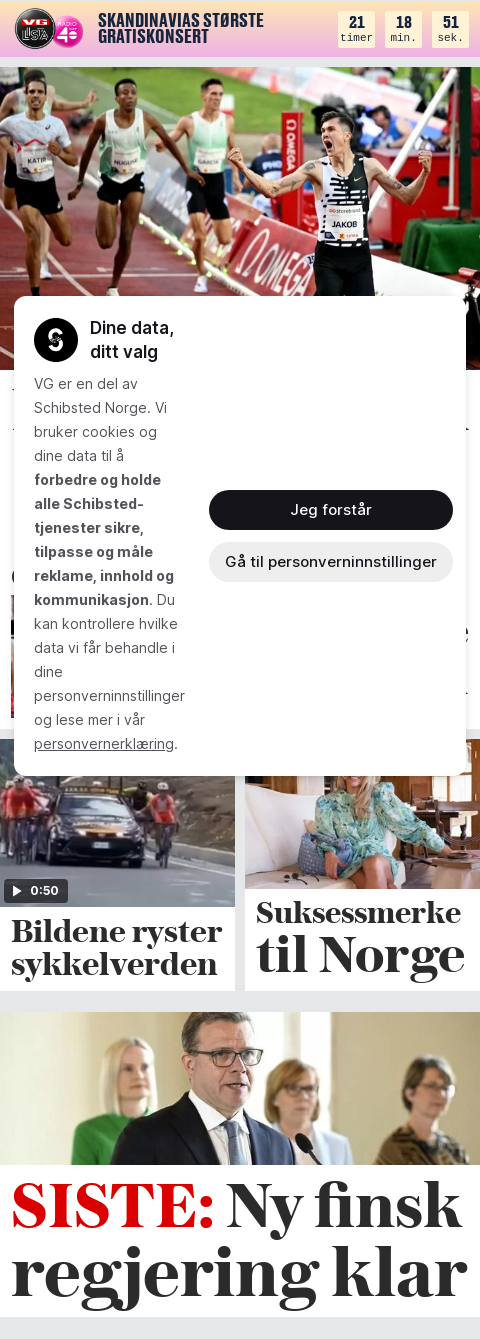 VG
LISTA
RADIO
SKANDINAVIAS STØRSTE
GRATISKONSERT
21
timer
18
min.
51
sek.
KATIR
NUGUSE
GARCIA
OMEGA
OMEGA
JAKOB
Dine data,
ditt valg
VG er en del av
Schibsted Norge. Vi
bruker cookies og
dine data til å
forbedre og holde
alle Schibsted-
tjenester sikre,
tilpasse og måle
reklame, innhold og
kommunikasjon. Du
kan kontrollere hvilke
data vi får behandle i
dine
personverninnstillinger
og lese mer i vår
personvernerklæring.
Jeg forstår
Gå til personverninnstillinger
0:50
Bildene ryster
sykkelverden
Suksessmerke
til Norge
SISTE: Ny finsk
regjering klar